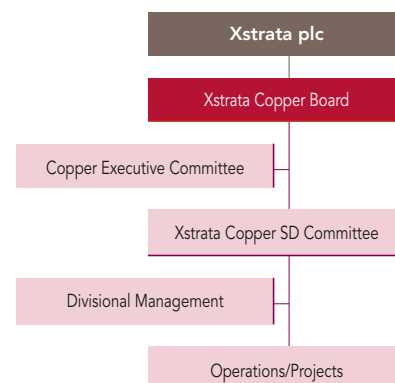 Xstrata plc
Xstrata Copper Board
Copper Executive Committee
Xstrata Copper SD Committee
Divisional Management
Operations/Projects